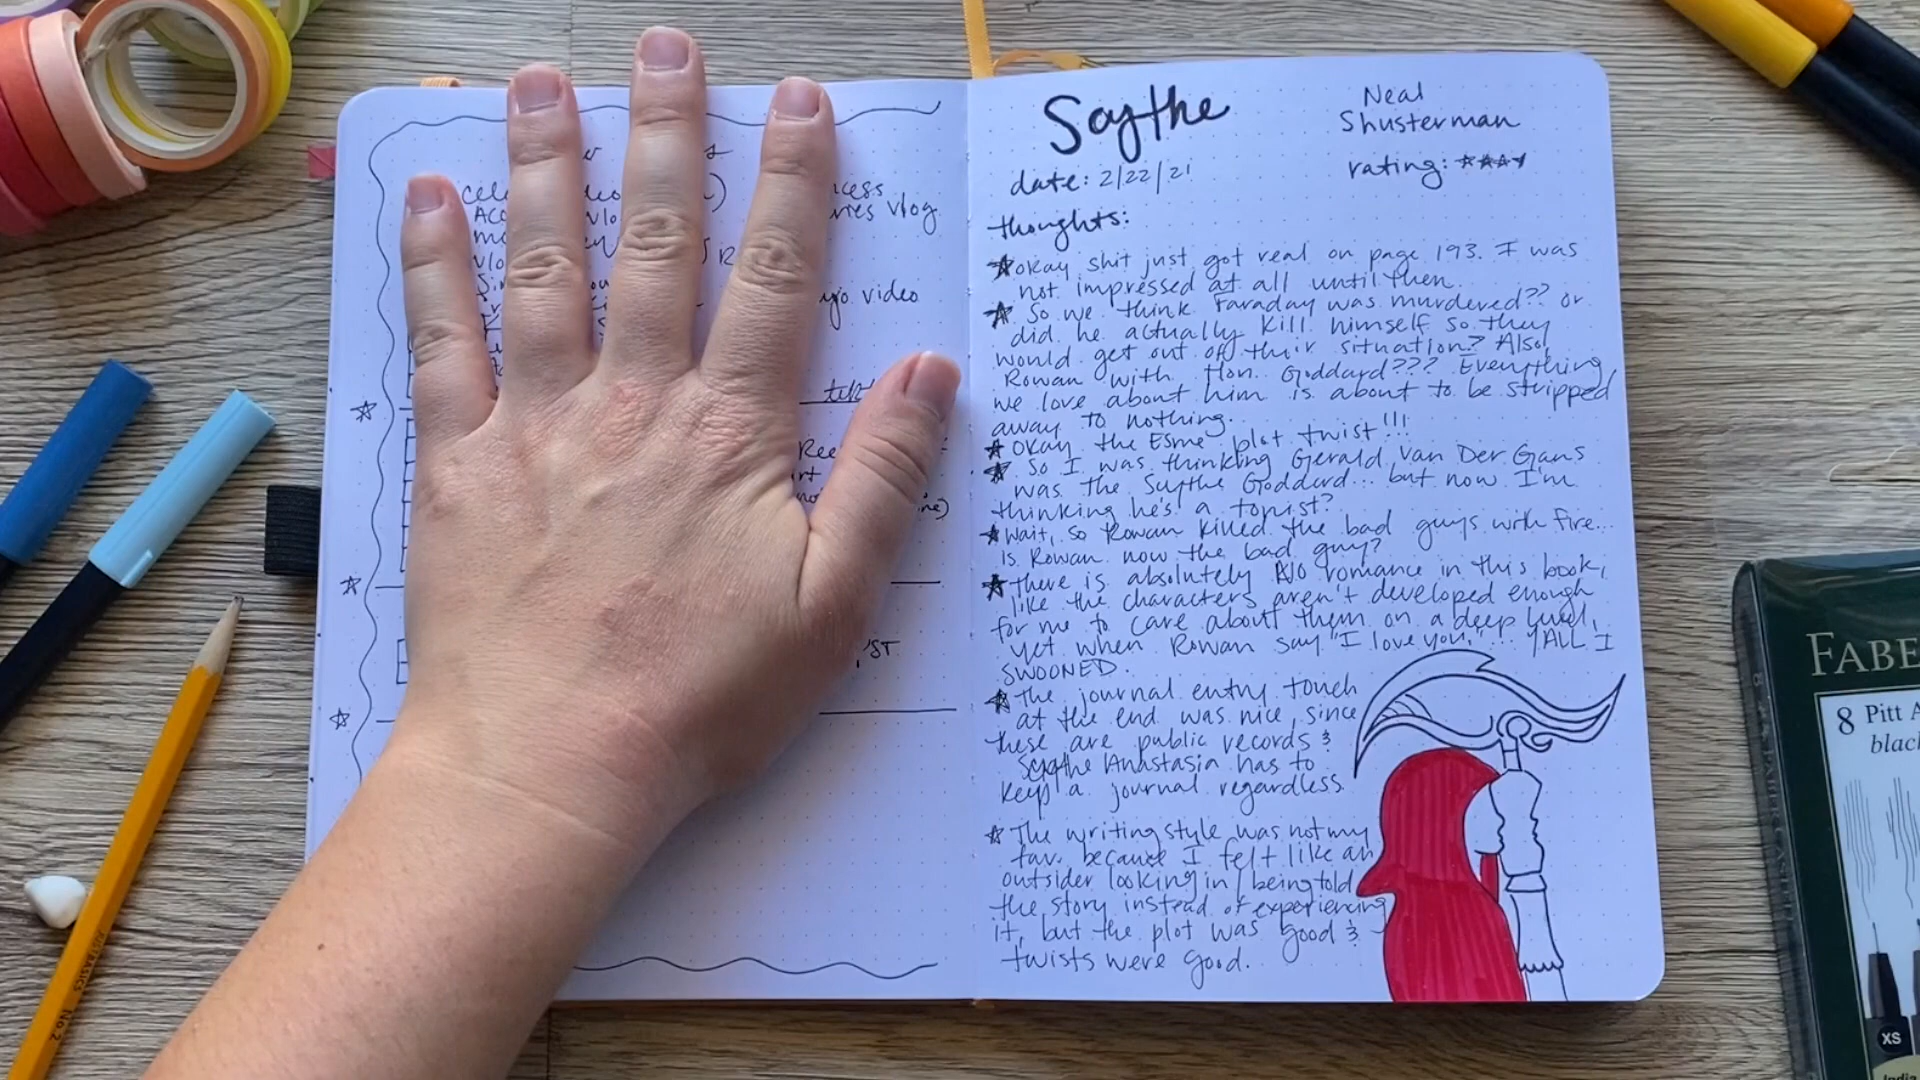 video
Scythe
Neal
Shusterman
date: 2/22/21
rating:
thoughts:
okay shit just got real on page 193. I was
not impressed at all until then.
So we think Faraday was murdered?? or
did he actually kill himself so they
would get out of their situation? Also,
Rowan with Hon. Goddard??? Everything
we love about him is about to be stripped
away to nothing.
okay the Esme plot twist!!!
So I was thinking Gerald Van Der Gans
was the Scythe Goddard... but now I'm
thinking he's a tonist?
Wait, so Rowan killed the bad guys with fire...
is Rowan now the bad guy?
There is absolutely NO romance in this book,
like the characters aren't developed enough
for me to care about them on a deep level,
yet when Rowan say "I love you"... YALL I
SWOONED.
The journal entry touch
at the end was nice, since
these are public records &
Scythe Anastasia has to
keep a journal regardless.
The writing style was not my
fav. because I felt like an
outsider looking in / being told
the story instead of experiencing
it, but the plot was good &
twists were good.
FABE
8 Pitt A
blac
XS
India
No.2